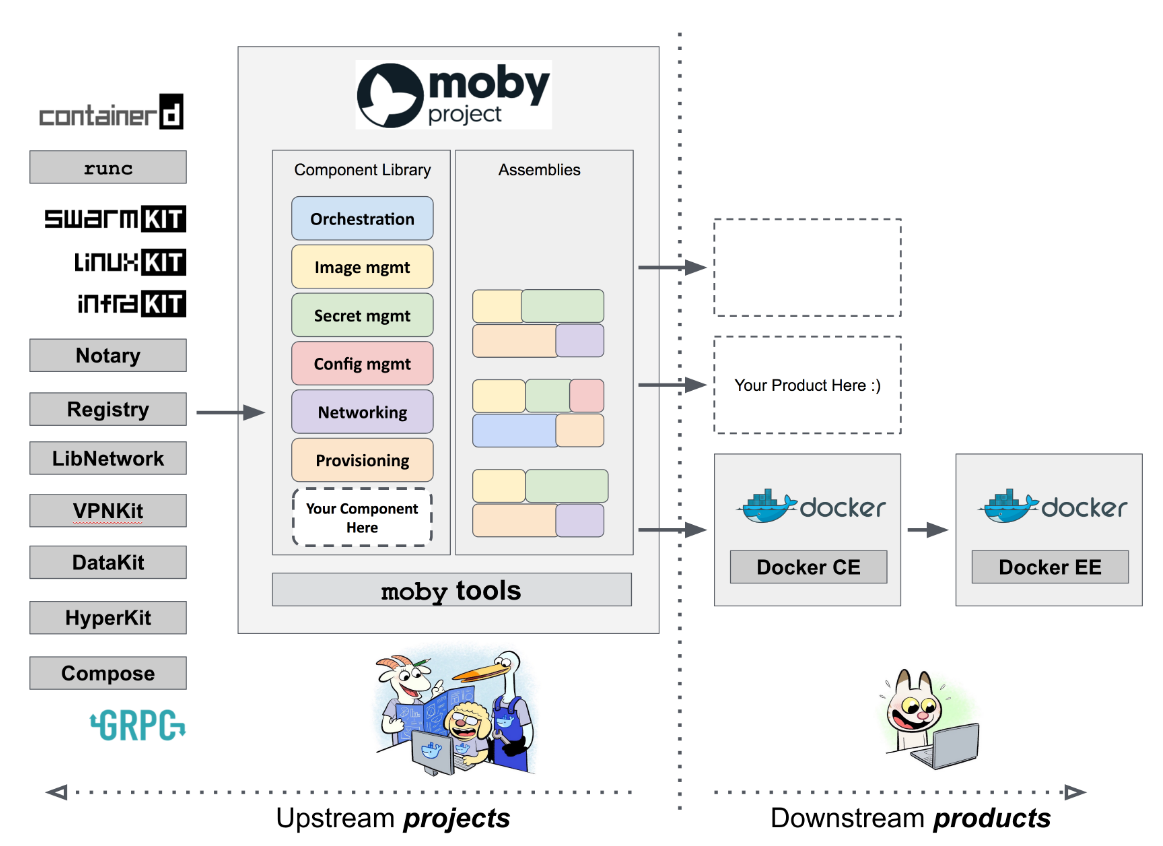 containerd
runc
swarmKIT
LinuxKIT
infraKIT
Notary
Registry
LibNetwork
VPNKit
DataKit
HyperKit
Compose
GRPC
moby
project
Component Library
Orchestration
Image mgmt
Secret mgmt
Config mgmt
Networking
Provisioning
Your Component
Here
Assemblies
moby tools
Your Product Here :)
docker
Docker CE
docker
Docker EE
Upstream projects
Downstream products